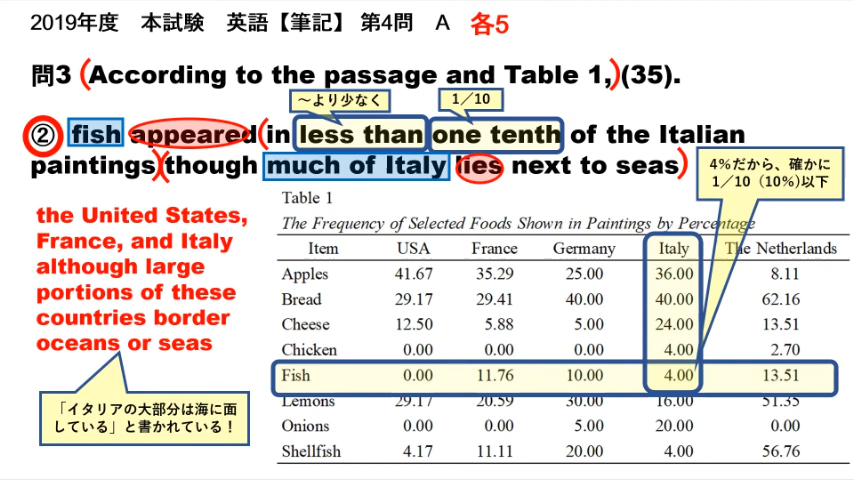 2019年度　本試験　英語【筆記】 第4問　A　各5
問3 (According to the passage and Table 1,) (35).
～より少なく
1／10
② fish appeared (in less than one tenth of the Italian
paintings)(though much of Italy lies next to seas)
4%だから、確かに
1／10（10%)以下
the United States,
France, and Italy
although large
portions of these
countries border
oceans or seas
「イタリアの大部分は海に面
している」と書かれている！
Table 1
The Frequency of Selected Foods Shown in Paintings by Percentage
Item USA France Germany Italy The Netherlands
Apples 41.67 35.29 25.00 36.00 8.11
Bread 29.17 29.41 40.00 40.00 62.16
Cheese 12.50 5.88 5.00 24.00 13.51
Chicken 0.00 0.00 0.00 4.00 2.70
Fish 0.00 11.76 10.00 4.00 13.51
Lemons 29.17 20.59 30.00 16.00 51.35
Onions 0.00 0.00 5.00 20.00 0.00
Shellfish 4.17 11.11 20.00 4.00 56.76